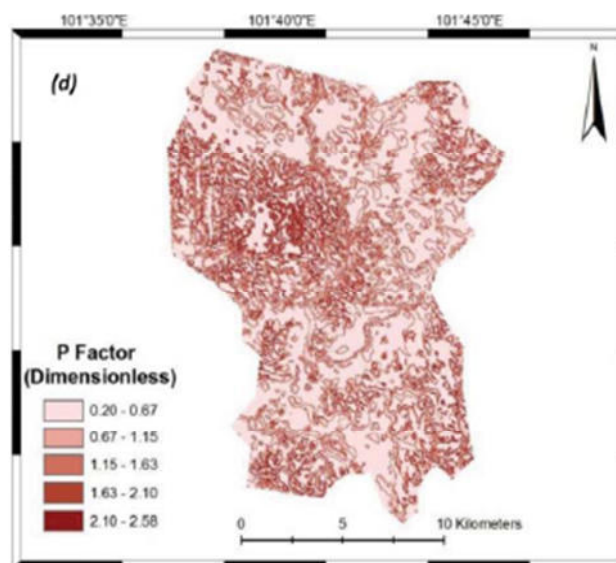 101°35'0"E 101°40'0"E 101°45'0"E
(d)
N
P Factor
(Dimensionless)
0.20 - 0.67
0.67 - 1.15
1.15 - 1.63
1.63 - 2.10
2.10 - 2.58
0 5 10 Kilometers